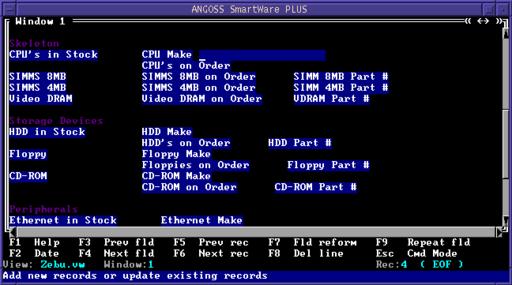 ANGOSS SmartWare PLUS
Window 1
Skeleton
CPU's in Stock CPU Make
CPU's on Order
SIMMS 8MB SIMMS 8MB on Order SIMM 8MB Part #
SIMMS 4MB SIMMS 4MB on Order SIMM 4MB Part #
Video DRAM Video DRAM on Order VDRAM Part #
Storage Devices
HDD in Stock HDD Make
HDD's on Order HDD Part #
Floppy Floppy Make
Floppies on Order Floppy Part #
CD-ROM CD-ROM Make
CD-ROM on Order CD-ROM Part #
Peripherals
Ethernet in Stock Ethernet Make
F1 Help F3 Prev fld F5 Prev rec F7 Fld reform F9 Repeat fld
F2 Date F4 Next fld F6 Next rec F8 Del line Esc Cmd Mode
View: Zebu.vw Window:1 Rec:4 ( EOF )
Add new records or update existing records